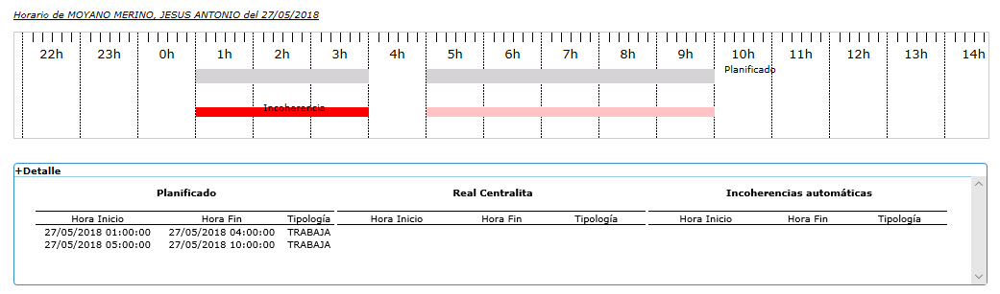 Horario de MOYANO MERINO, JESUS ANTONIO del 27/05/2018
22h 23h 0h 1h 2h 3h 4h 5h 6h 7h 8h 9h 10h 11h 12h 13h 14h
Planificado
Incoherencia
+Detalle
Planificado Real Centralita Incoherencias automáticas
Hora Inicio Hora Fin Tipología Hora Inicio Hora Fin Tipología Hora Inicio Hora Fin Tipología
27/05/2018 01:00:00 27/05/2018 04:00:00 TRABAJA
27/05/2018 05:00:00 27/05/2018 10:00:00 TRABAJA